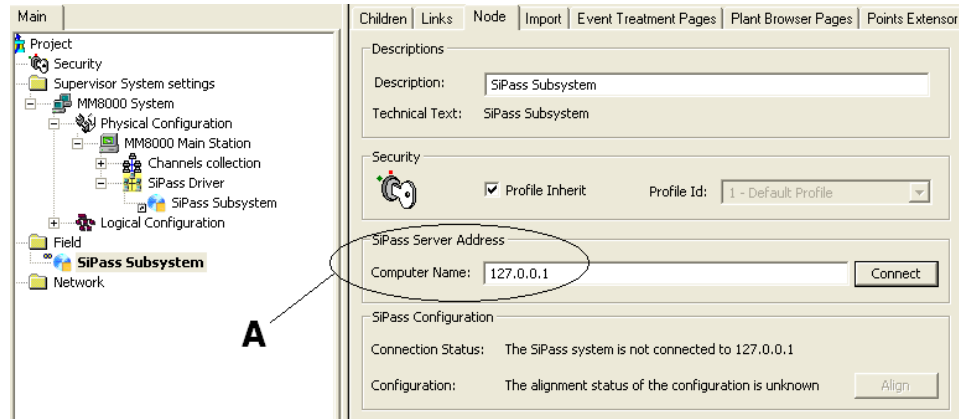 Main
Project
Security
Supervisor System settings
MM8000 System
Physical Configuration
MM8000 Main Station
Channels collection
SiPass Driver
SiPass Subsystem
Logical Configuration
Field
SiPass Subsystem
Network
A
Children Links Node Import Event Treatment Pages Plant Browser Pages Points Extensor
Descriptions
Description: SiPass Subsystem
Technical Text: SiPass Subsystem
Security
Profile Inherit Profile Id: 1 - Default Profile
SiPass Server Address
Computer Name: 127.0.0.1 Connect
SiPass Configuration
Connection Status: The SiPass system is not connected to 127.0.0.1
Configuration: The alignment status of the configuration is unknown Align